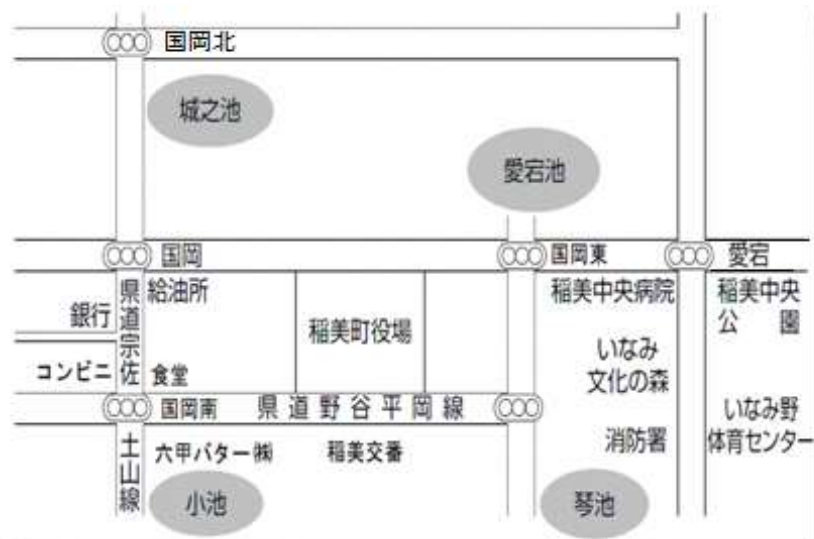 国岡北
城之池
愛宕池
国岡
国岡東
愛宕
給油所
稲美中央病院
稲美中央
公園
銀行
県道宗佐
稲美町役場
いなみ
文化の森
コンビニ
食堂
国岡南
県道野谷平岡線
いなみ野
体育センター
消防署
土山線
六甲バター㈱
稲美交番
小池
琴池